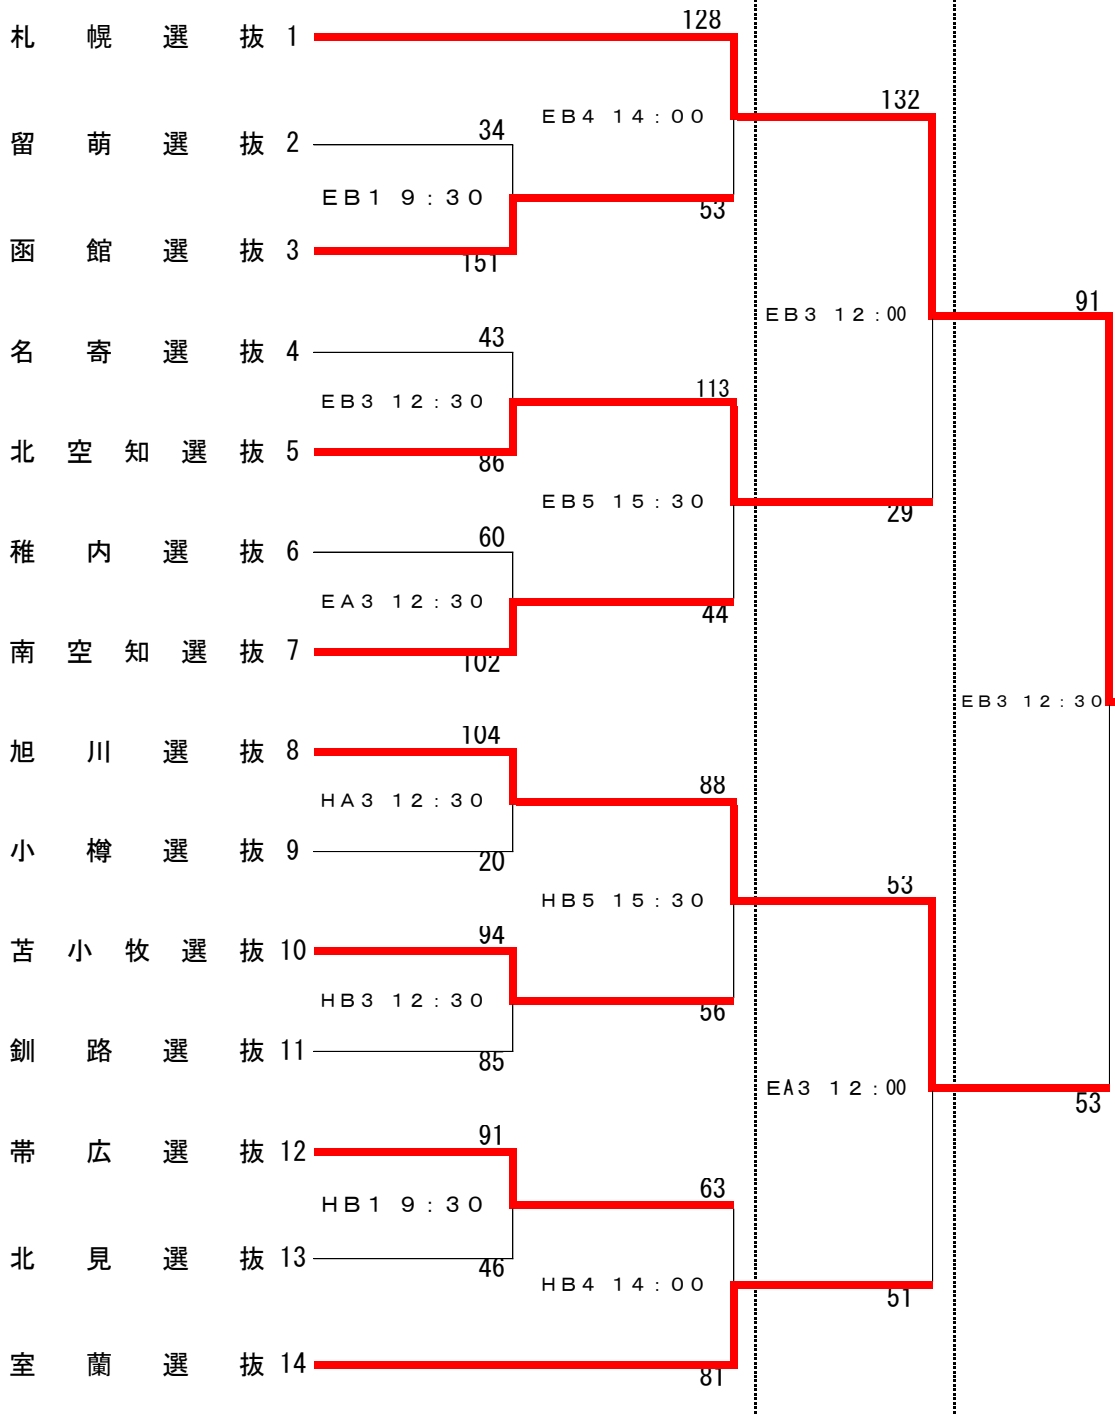 128
札幌選抜 1
132
EB4 14:00
34
留萌選抜 2
EB1 9:30
53
函館選抜 3
151
91
EB3 12:00
43
名寄選抜 4
113
EB3 12:30
北空知選抜 5
86
EB5 15:30
29
60
稚内選抜 6
EA3 12:30
44
南空知選抜 7
102
EB3 12:30
104
旭川選抜 8
88
HA3 12:30
小樽選抜 9
20
53
HB5 15:30
94
苫小牧選抜 10
HB3 12:30
56
釧路選抜 11
85
EA3 12:00
53
91
帯広選抜 12
63
HB1 9:30
北見選抜 13
46
HB4 14:00
51
室蘭選抜 14
81